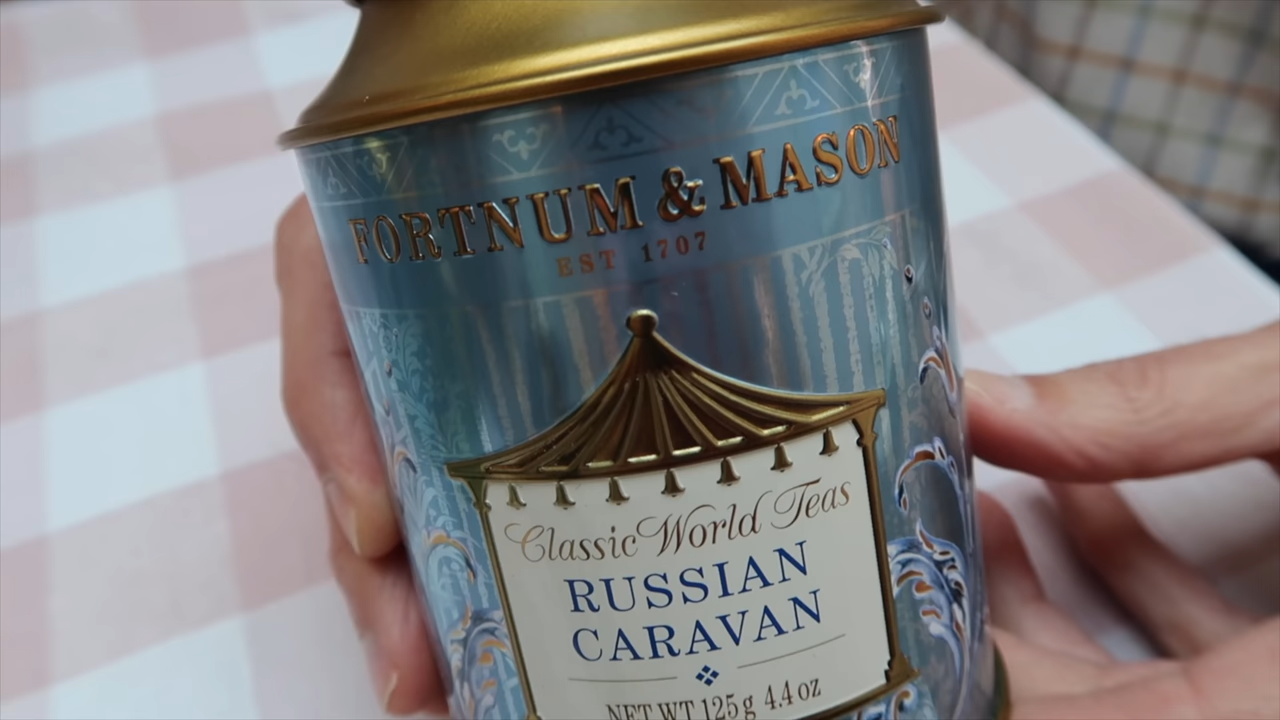 FORTNUM & MASON
EST 1707
Classic World Teas
RUSSIAN
CARAVAN
NET WT 125g 4.4oz